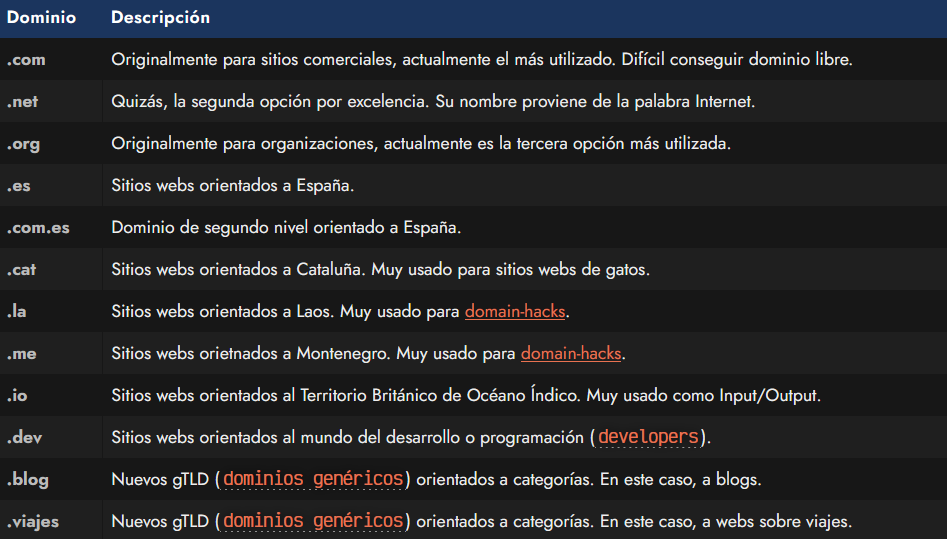 Dominio Descripción
.com Originalmente para sitios comerciales, actualmente el más utilizado. Difícil conseguir dominio libre.
.net Quizás, la segunda opción por excelencia. Su nombre proviene de la palabra Internet.
.org Originalmente para organizaciones, actualmente es la tercera opción más utilizada.
.es Sitios webs orientados a España.
.com.es Dominio de segundo nivel orientado a España.
.cat Sitios webs orientados a Cataluña. Muy usado para sitios webs de gatos.
.la Sitios webs orientados a Laos. Muy usado para domain-hacks.
.me Sitios webs orietnados a Montenegro. Muy usado para domain-hacks.
.io Sitios webs orientados al Territorio Británico de Océano Índico. Muy usado como Input/Output.
.dev Sitios webs orientados al mundo del desarrollo o programación (developers).
.blog Nuevos gTLD (dominios genéricos) orientados a categorías. En este caso, a blogs.
.viajes Nuevos gTLD (dominios genéricos) orientados a categorías. En este caso, a webs sobre viajes.